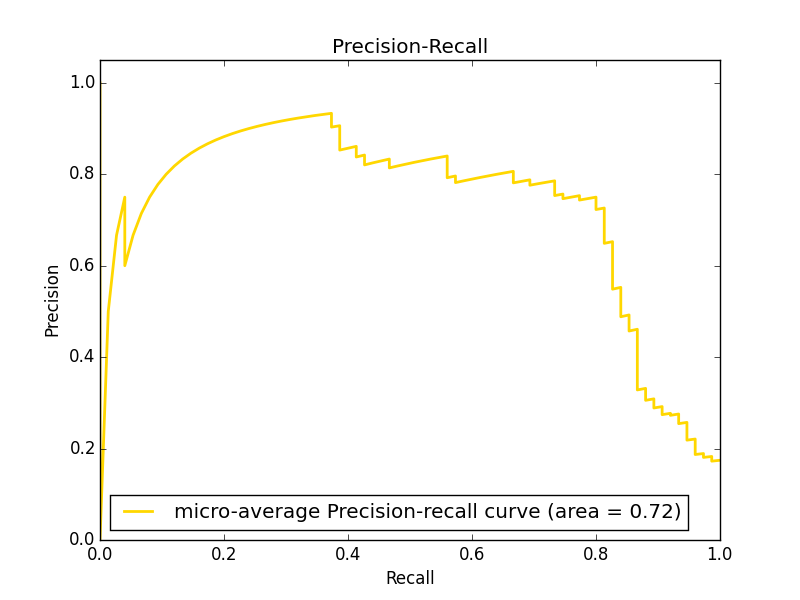 Precision-Recall
1.0
0.8
0.6
0.4
0.2
0.0
Precision
micro-average Precision-recall curve (area = 0.72)
0.0 0.2 0.4 0.6 0.8 1.0
Recall